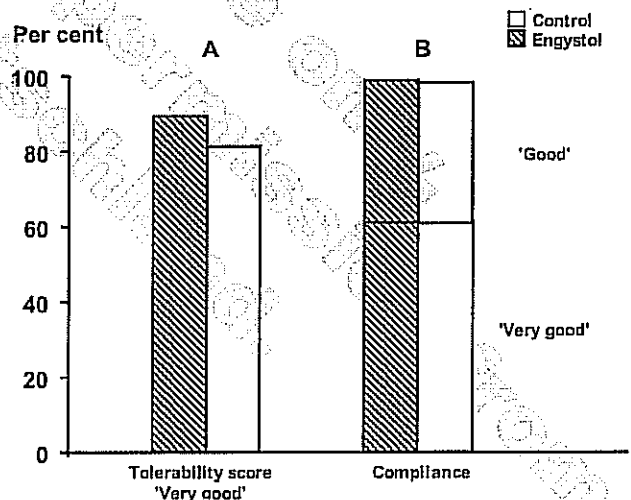 Control
Engystol
Per cent
A
B
100
80
60
40
20
0
'Good'
'Very good'
Tolerability score
'Very good'
Compliance